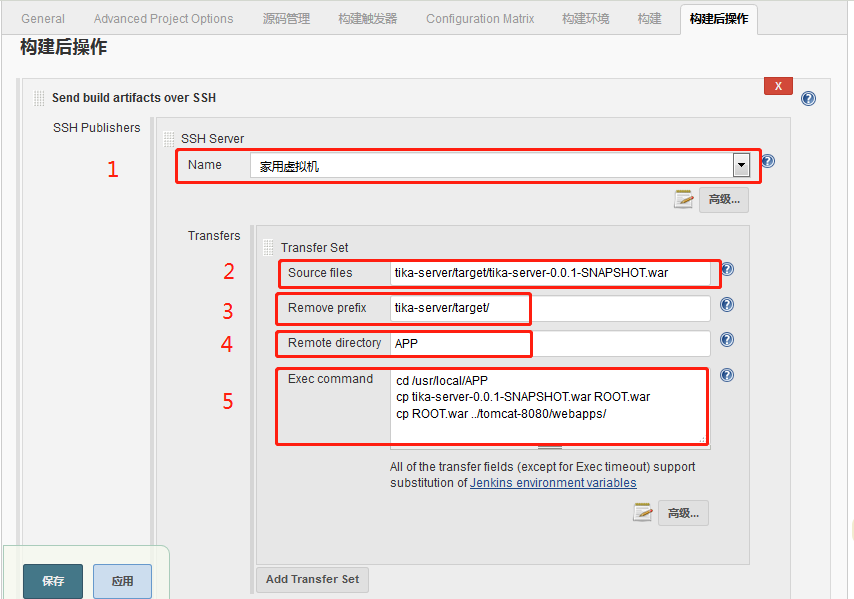 General Advanced Project Options 源码管理 构建触发器 Configuration Matrix 构建环境 构建 构建后操作
构建后操作
X
Send build artifacts over SSH
SSH Publishers
SSH Server
1
Name 家用虚拟机
高级...
Transfers
Transfer Set
2
Source files tika-server/target/tika-server-0.0.1-SNAPSHOT.war
3
Remove prefix tika-server/target/
4
Remote directory APP
5
Exec command cd /usr/local/APP
cp tika-server-0.0.1-SNAPSHOT.war ROOT.war
cp ROOT.war ../tomcat-8080/webapps/
All of the transfer fields (except for Exec timeout) support
substitution of Jenkins environment variables
高级...
保存 应用
Add Transfer Set